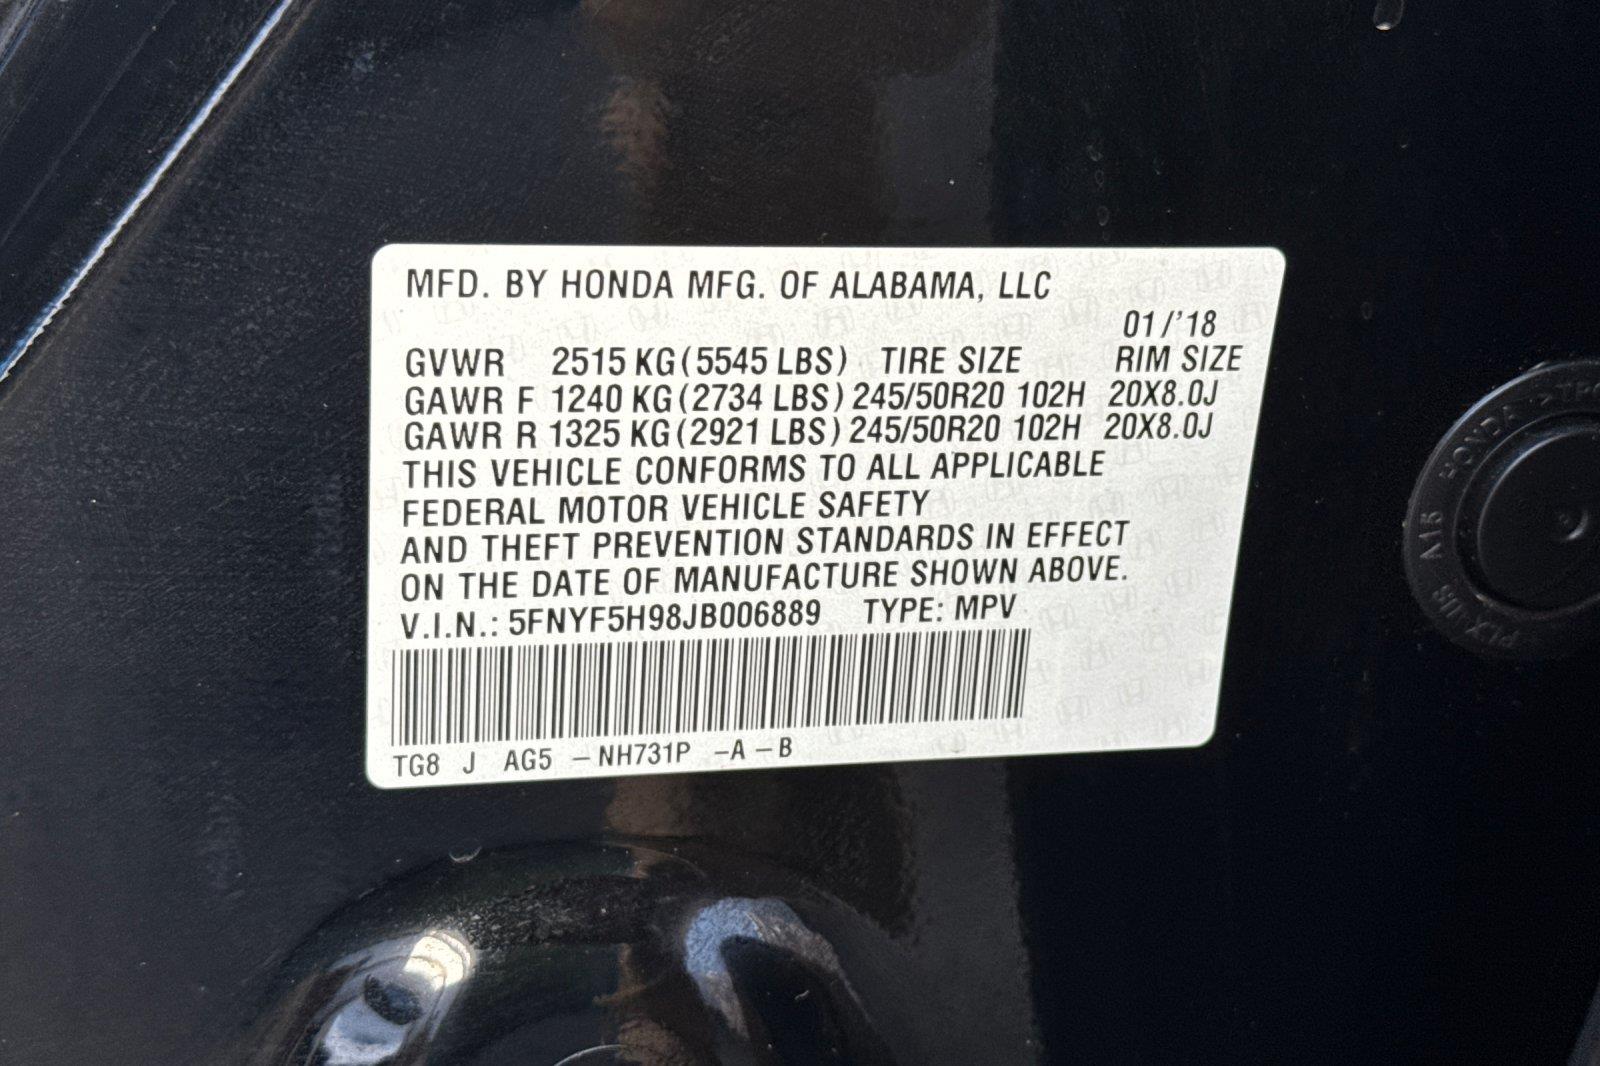 MFD. BY HONDA MFG. OF ALABAMA, LLC
01/'18
GVWR 2515 KG (5545 LBS) TIRE SIZE RIM SIZE
GAWR F 1240 KG (2734 LBS) 245/50R20 102H 20X8.0J
GAWR R 1325 KG (2921 LBS) 245/50R20 102H 20X8.0J
THIS VEHICLE CONFORMS TO ALL APPLICABLE
FEDERAL MOTOR VEHICLE SAFETY
AND THEFT PREVENTION STANDARDS IN EFFECT
ON THE DATE OF MANUFACTURE SHOWN ABOVE.
V.I.N.: 5FNYF5H98JB006889 TYPE: MPV
TG8 J AG5 – NH731P –A – B
A15 HONDA